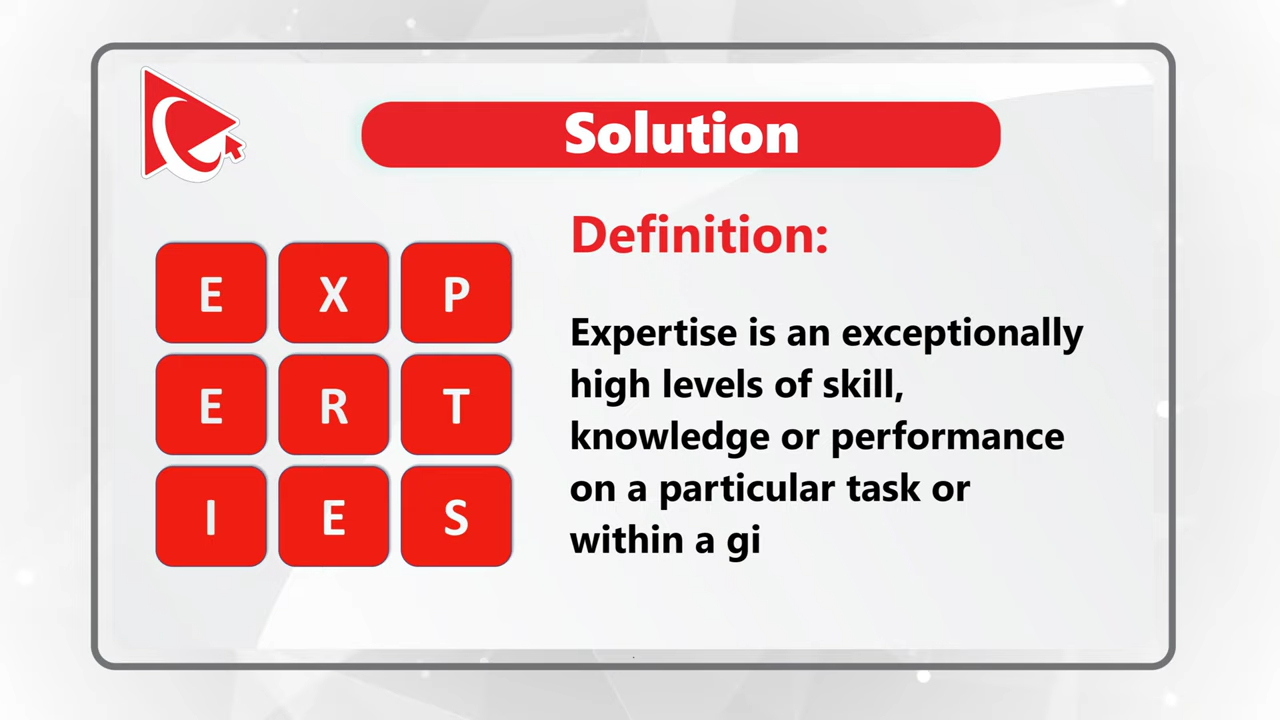 Solution
Definition:
E X P
E R T
I E S
Expertise is an exceptionally
high levels of skill,
knowledge or performance
on a particular task or
within a gi